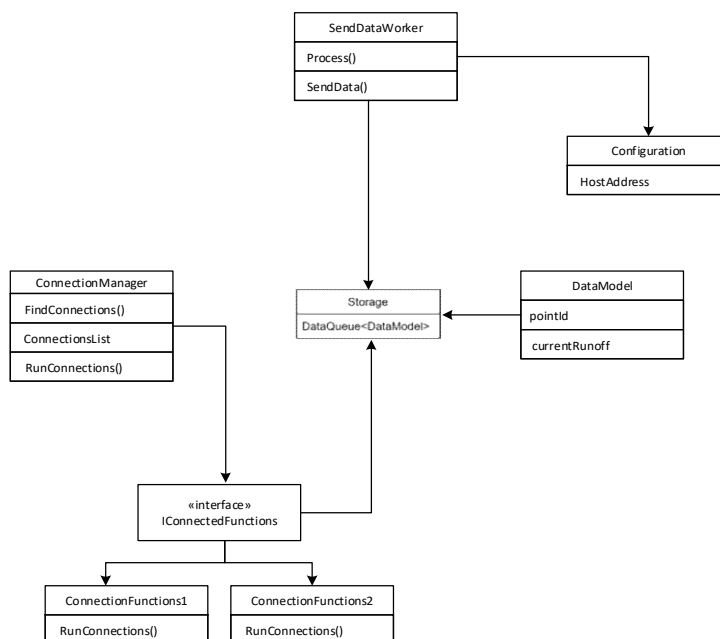 SendDataWorker
Process()
SendData()
Configuration
HostAddress
ConnectionManager
FindConnections()
ConnectionsList
RunConnections()
Storage
DataQueue<DataModel>
DataModel
pointId
currentRunoff
«interface»
IConnectedFunctions
ConnectionFunctions1
RunConnections()
ConnectionFunctions2
RunConnections()